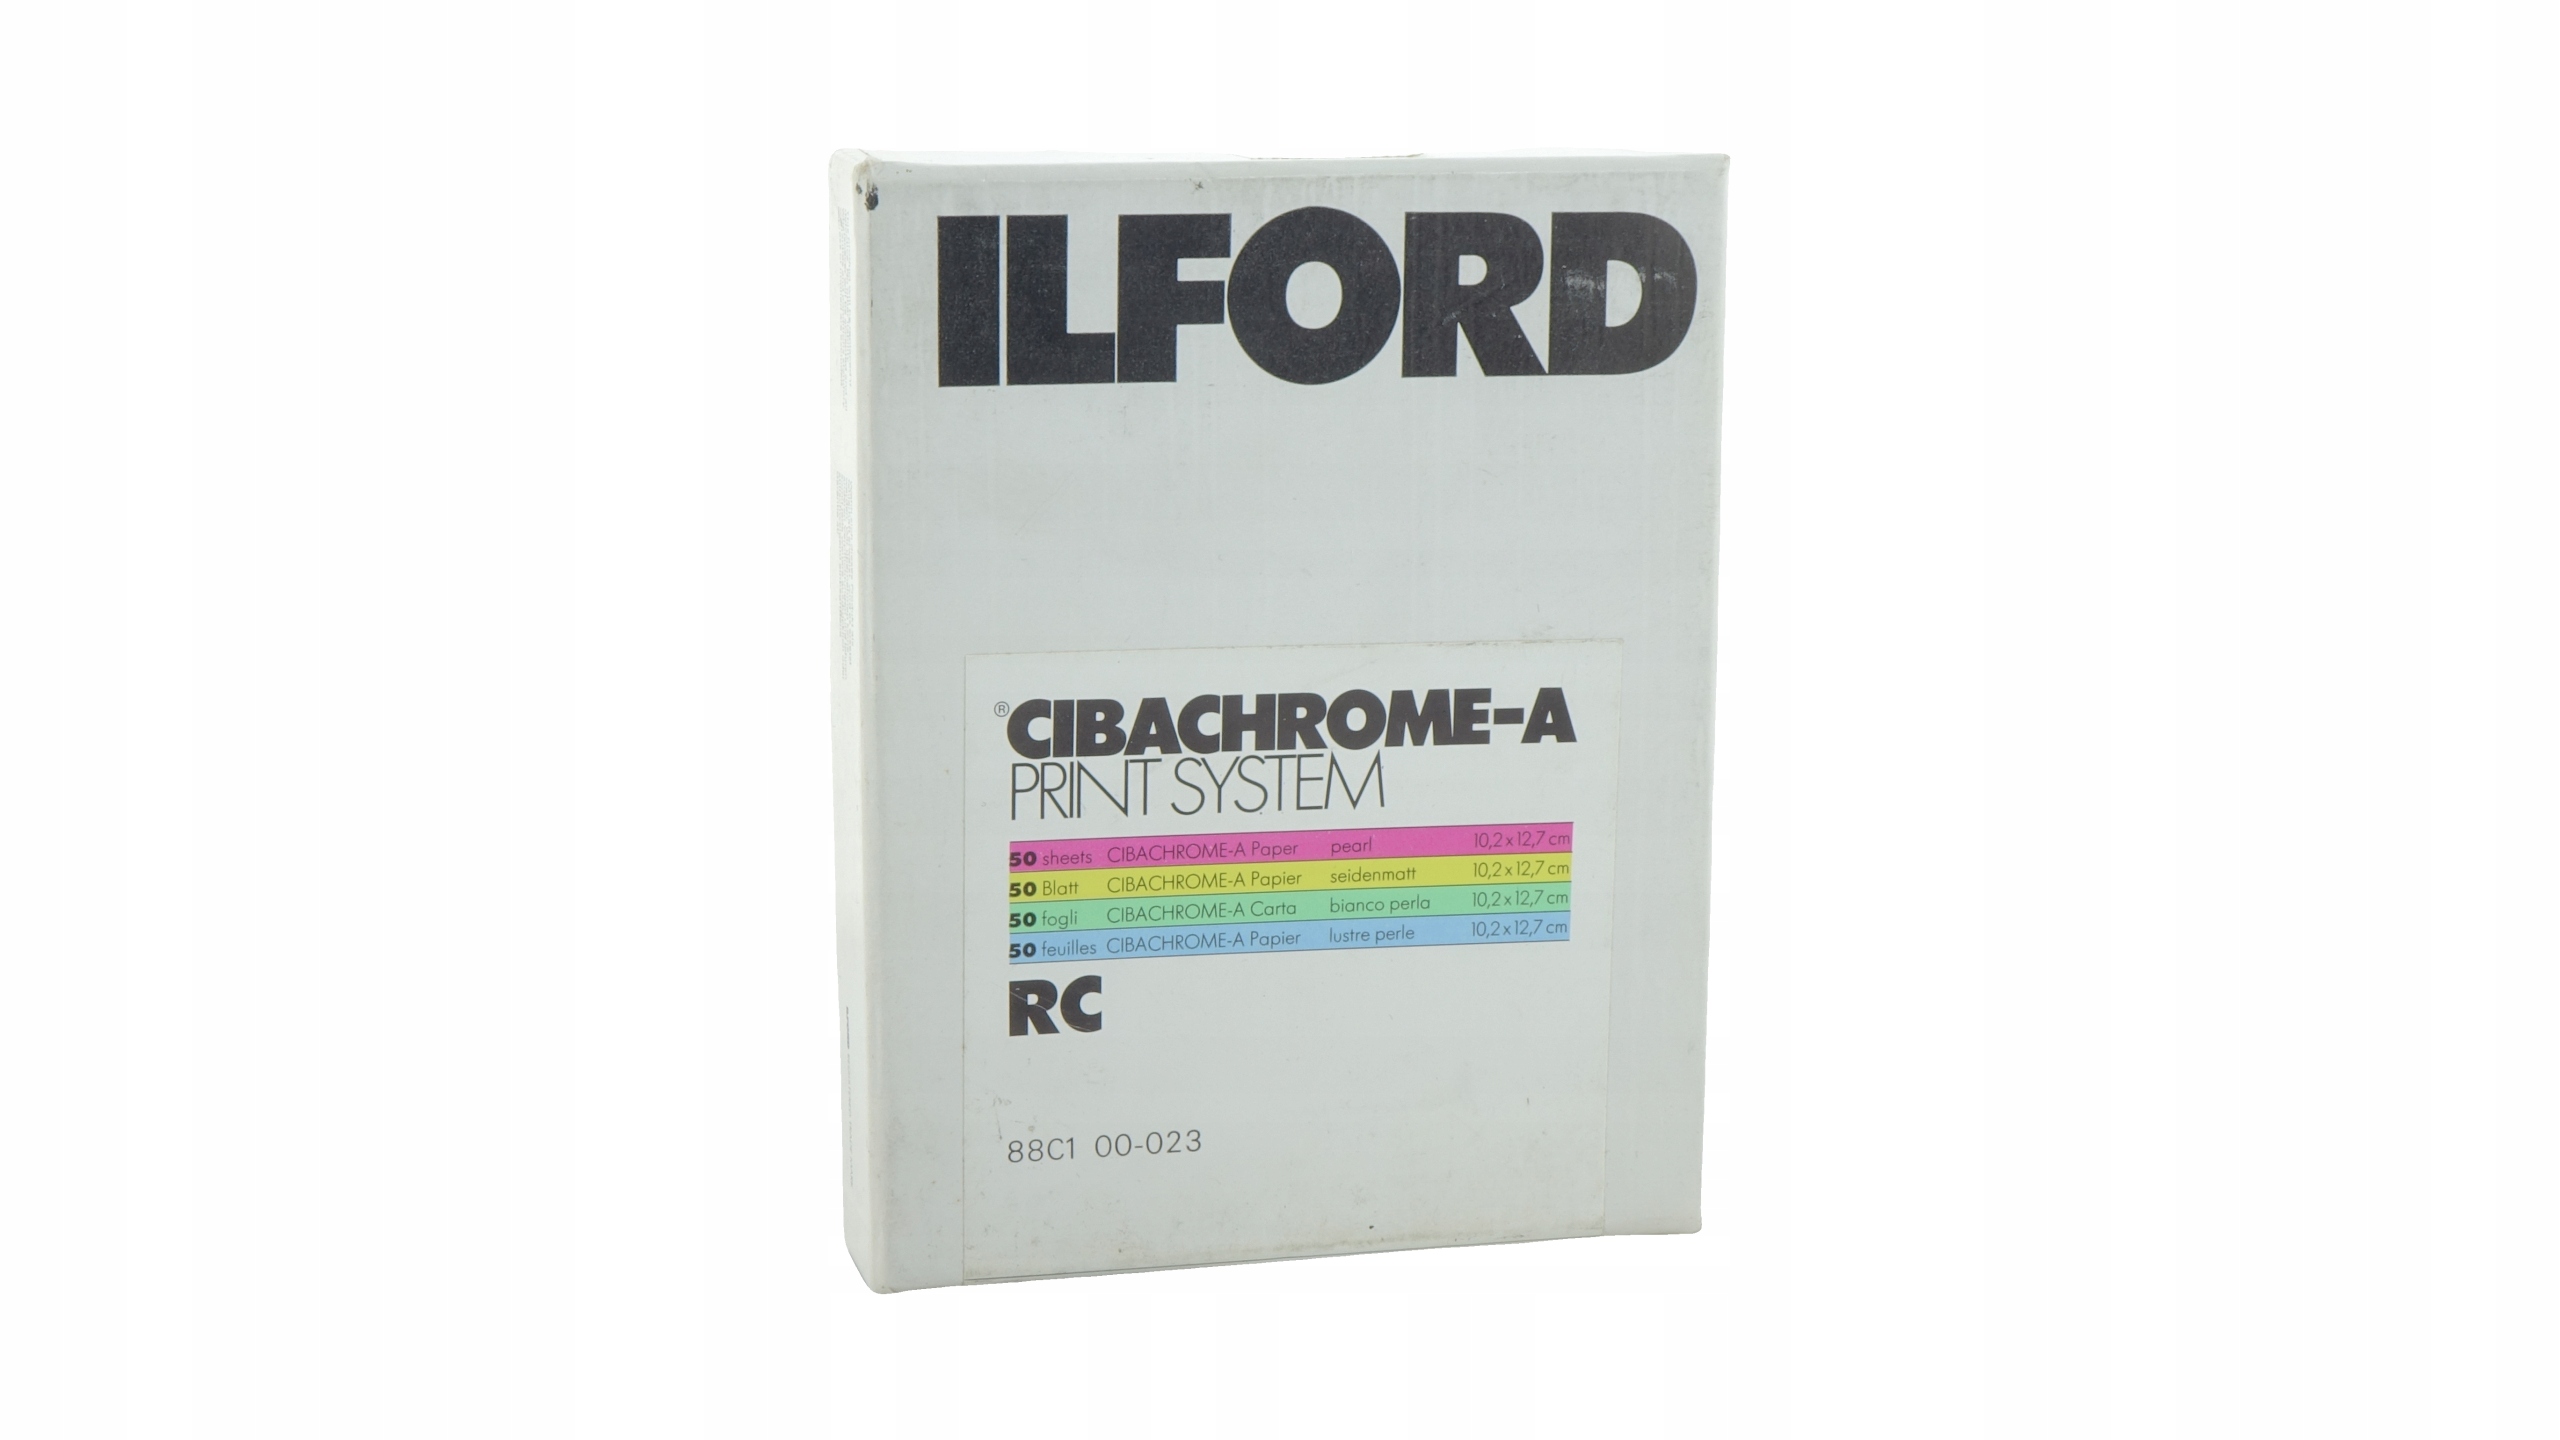 ILFORD
®CIBACHROME-A
PRINT SYSTEM
50 sheets CIBACHROME-A Paper pearl 10,2 x 12,7 cm
50 Blatt CIBACHROME-A Papier seidenmatt 10,2 x 12,7 cm
50 fogli CIBACHROME-A Carta bianco perla 10,2 x 12,7 cm
50 feuilles CIBACHROME-A Papier lustre perle 10,2 x 12,7 cm
RC
88C1 00-023